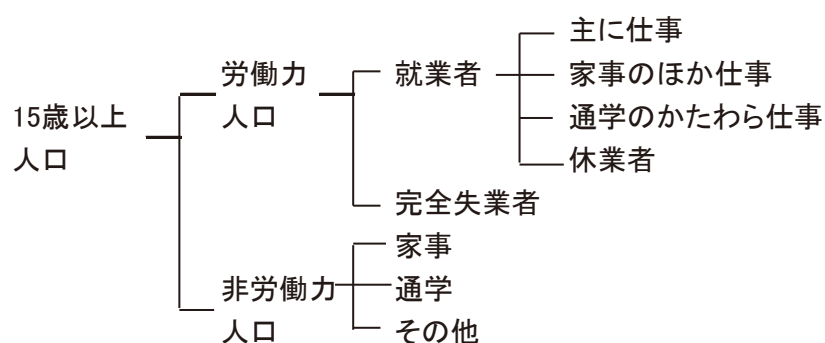 15歳以上
人口
労働力
人口
就業者
主に仕事
家事のほか仕事
通学のかたわら仕事
休業者
完全失業者
非労働力
人口
家事
通学
その他